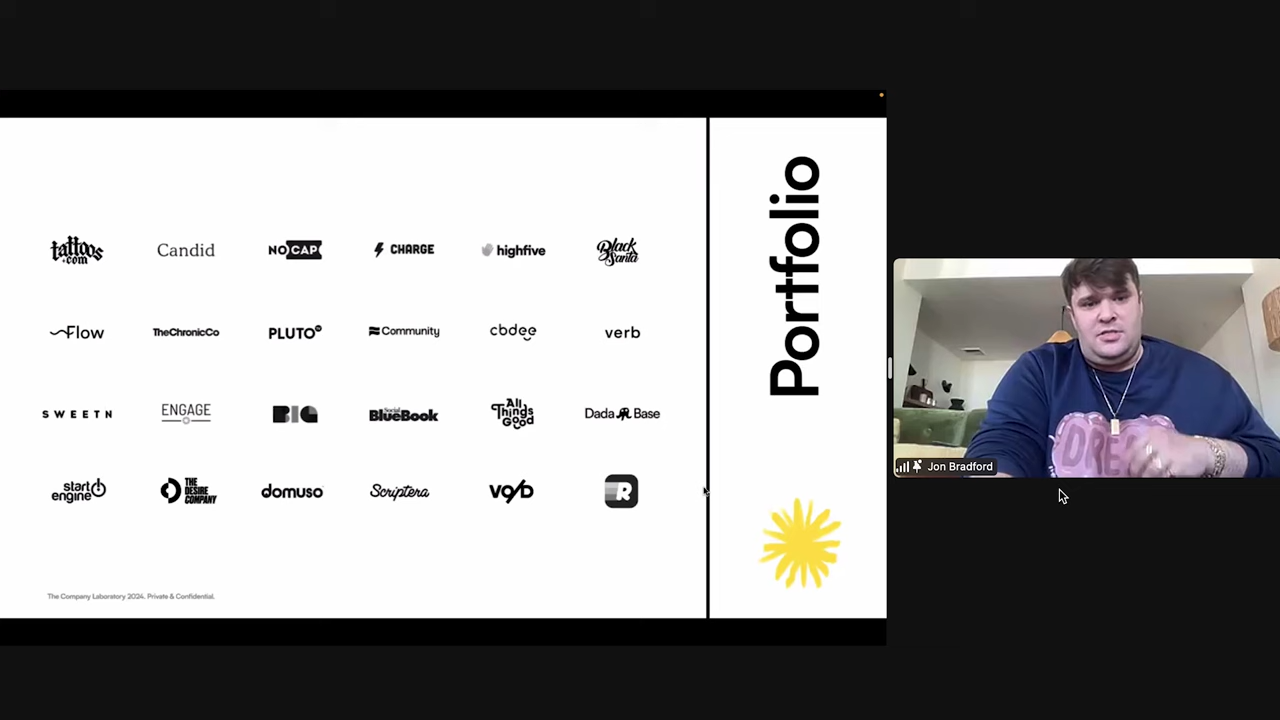 Portfolio
tattoos
.com
Candid
NO CAP
CHARGE
highfive
Black
Santa
Flow
TheChronicCo
PLUTO
Community
cbdee
verb
SWEETN
ENGAGE
BIG
Social
BlueBook
All
Things
Good
Dada Base
start
engine
THE
DESIRE
COMPANY
domuso
Scriptera
VO/D
R
The Company Laboratory 2024. Private & Confidential.
Jon Bradford